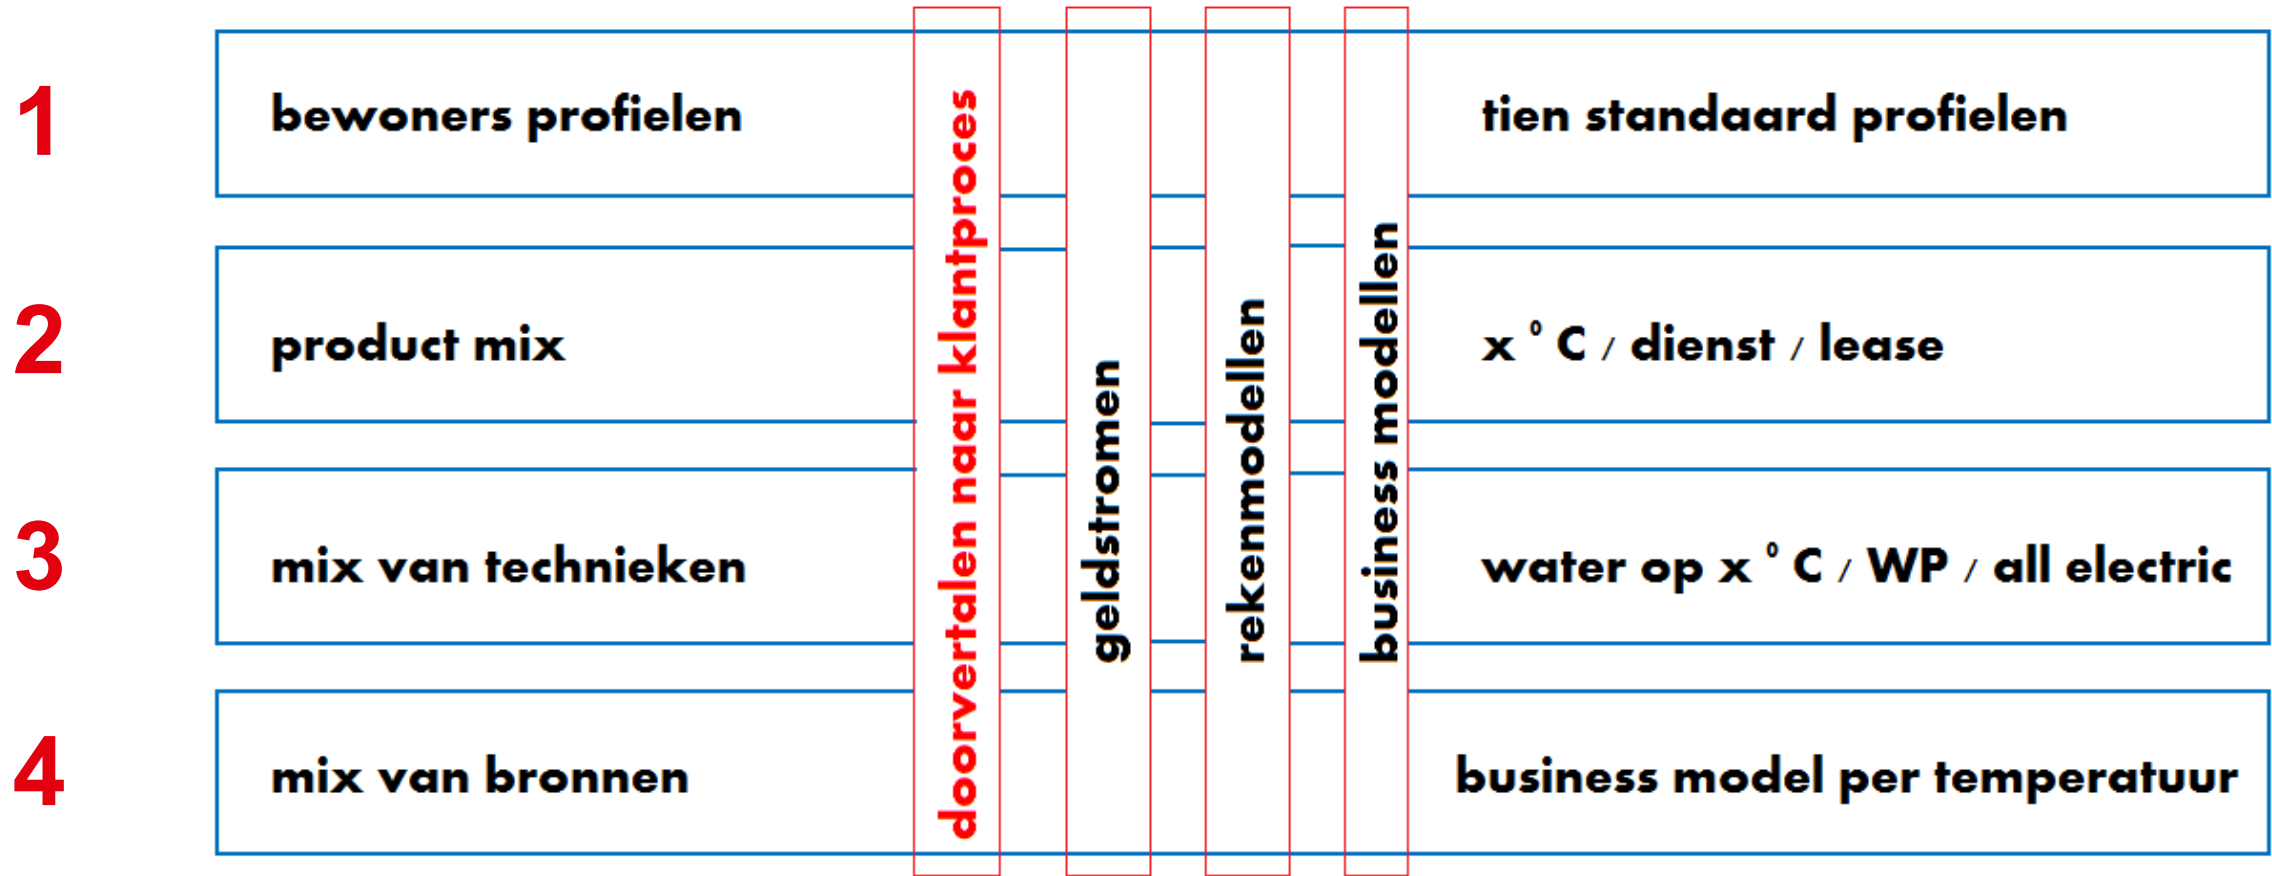 1
bewoners profielen
tien standaard profielen
2
product mix
x ° C / dienst / lease
3
mix van technieken
water op x ° C / WP / all electric
4
mix van bronnen
business model per temperatuur
doorvertalen naar klantproces
geldstromen
rekenmodellen
business modellen